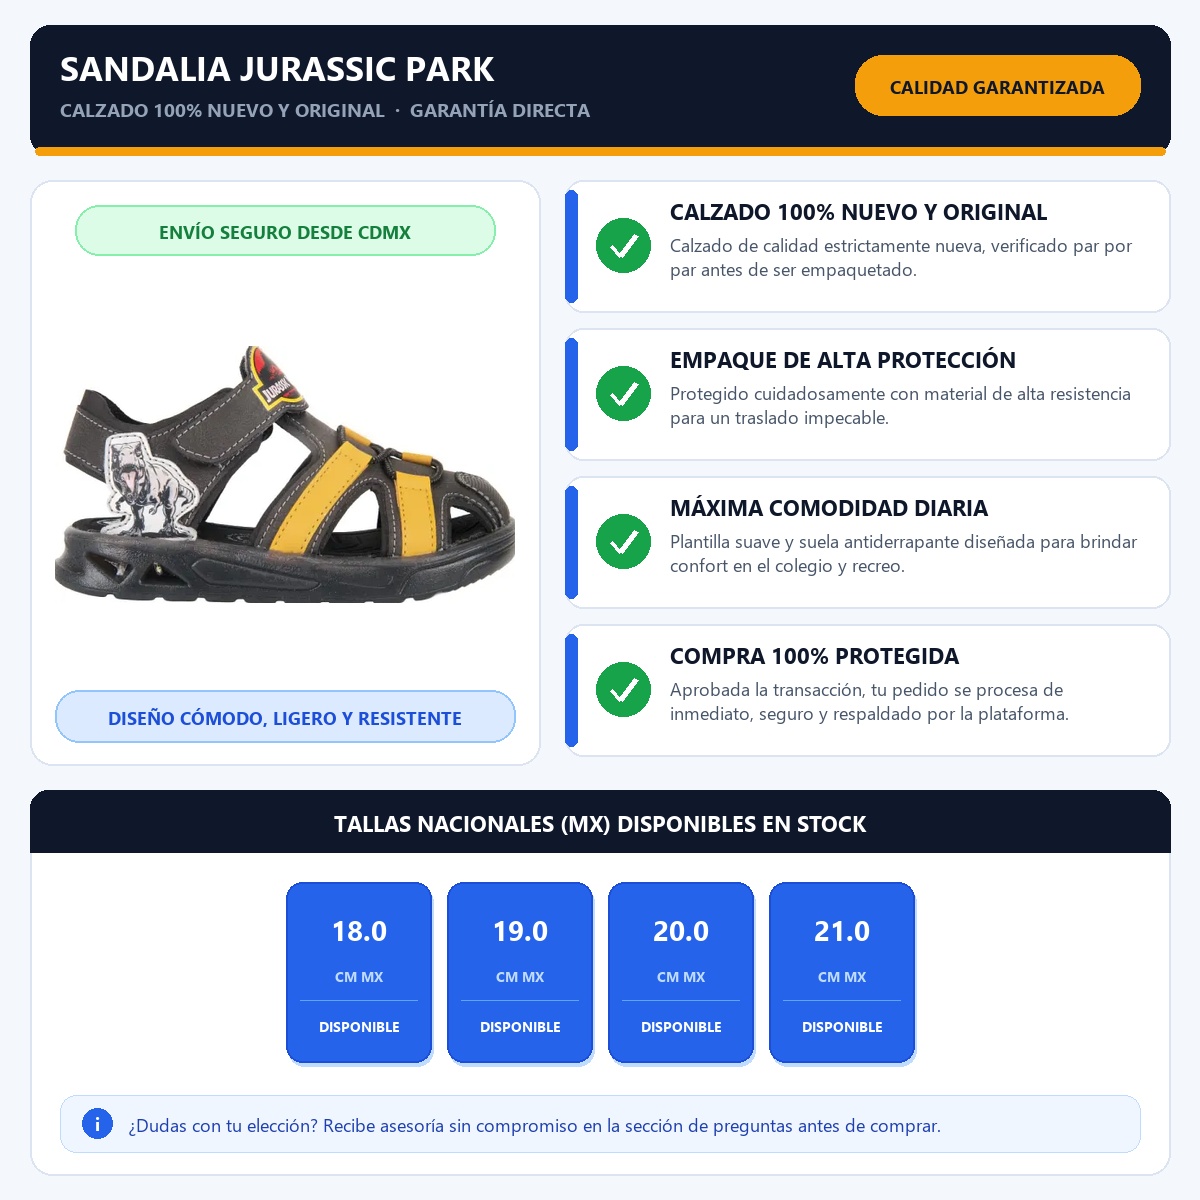 SANDALIA JURASSIC PARK
CALZADO 100% NUEVO Y ORIGINAL · GARANTÍA DIRECTA
CALIDAD GARANTIZADA
ENVÍO SEGURO DESDE CDMX
JURASSIC
DISEÑO CÓMODO, LIGERO Y RESISTENTE
CALZADO 100% NUEVO Y ORIGINAL
Calzado de calidad estrictamente nueva, verificado par por
par antes de ser empaquetado.
EMPAQUE DE ALTA PROTECCIÓN
Protegido cuidadosamente con material de alta resistencia
para un traslado impecable.
MÁXIMA COMODIDAD DIARIA
Plantilla suave y suela antiderrapante diseñada para brindar
confort en el colegio y recreo.
COMPRA 100% PROTEGIDA
Aprobada la transacción, tu pedido se procesa de
inmediato, seguro y respaldado por la plataforma.
TALLAS NACIONALES (MX) DISPONIBLES EN STOCK
18.0
CM MX
DISPONIBLE
19.0
CM MX
DISPONIBLE
20.0
CM MX
DISPONIBLE
21.0
CM MX
DISPONIBLE
¿Dudas con tu elección? Recibe asesoría sin compromiso en la sección de preguntas antes de comprar.